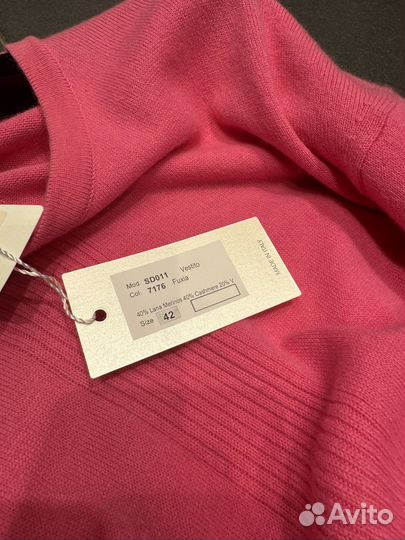 Mod. SD011 Vestito
Col. 7176 Fuxia
40% Lana Merinos 40% Cashmere 20% V
Size 42
MADE IN ITALY
Avito